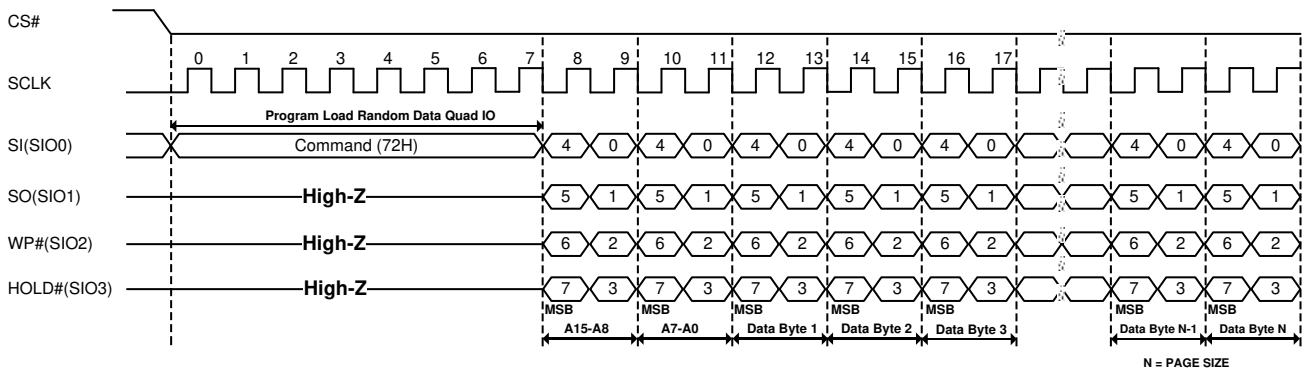 CS#
0 1 2 3 4 5 6 7 8 9 10 11 12 13 14 15 16 17
SCLK
Program Load Random Data Quad IO
SI(SIO0) Command (72H) 4 0 4 0 4 0 4 0 4 0 4 0 4 0
SO(SIO1) High-Z 5 1 5 1 5 1 5 1 5 1 5 1 5 1
WP#(SIO2) High-Z 6 2 6 2 6 2 6 2 6 2 6 2 6 2
HOLD#(SIO3) High-Z 7 3 7 3 7 3 7 3 7 3 7 3 7 3
MSB MSB MSB MSB MSB MSB MSB
A15-A8 A7-A0 Data Byte 1 Data Byte 2 Data Byte 3 Data Byte N-1 Data Byte N
N = PAGE SIZE